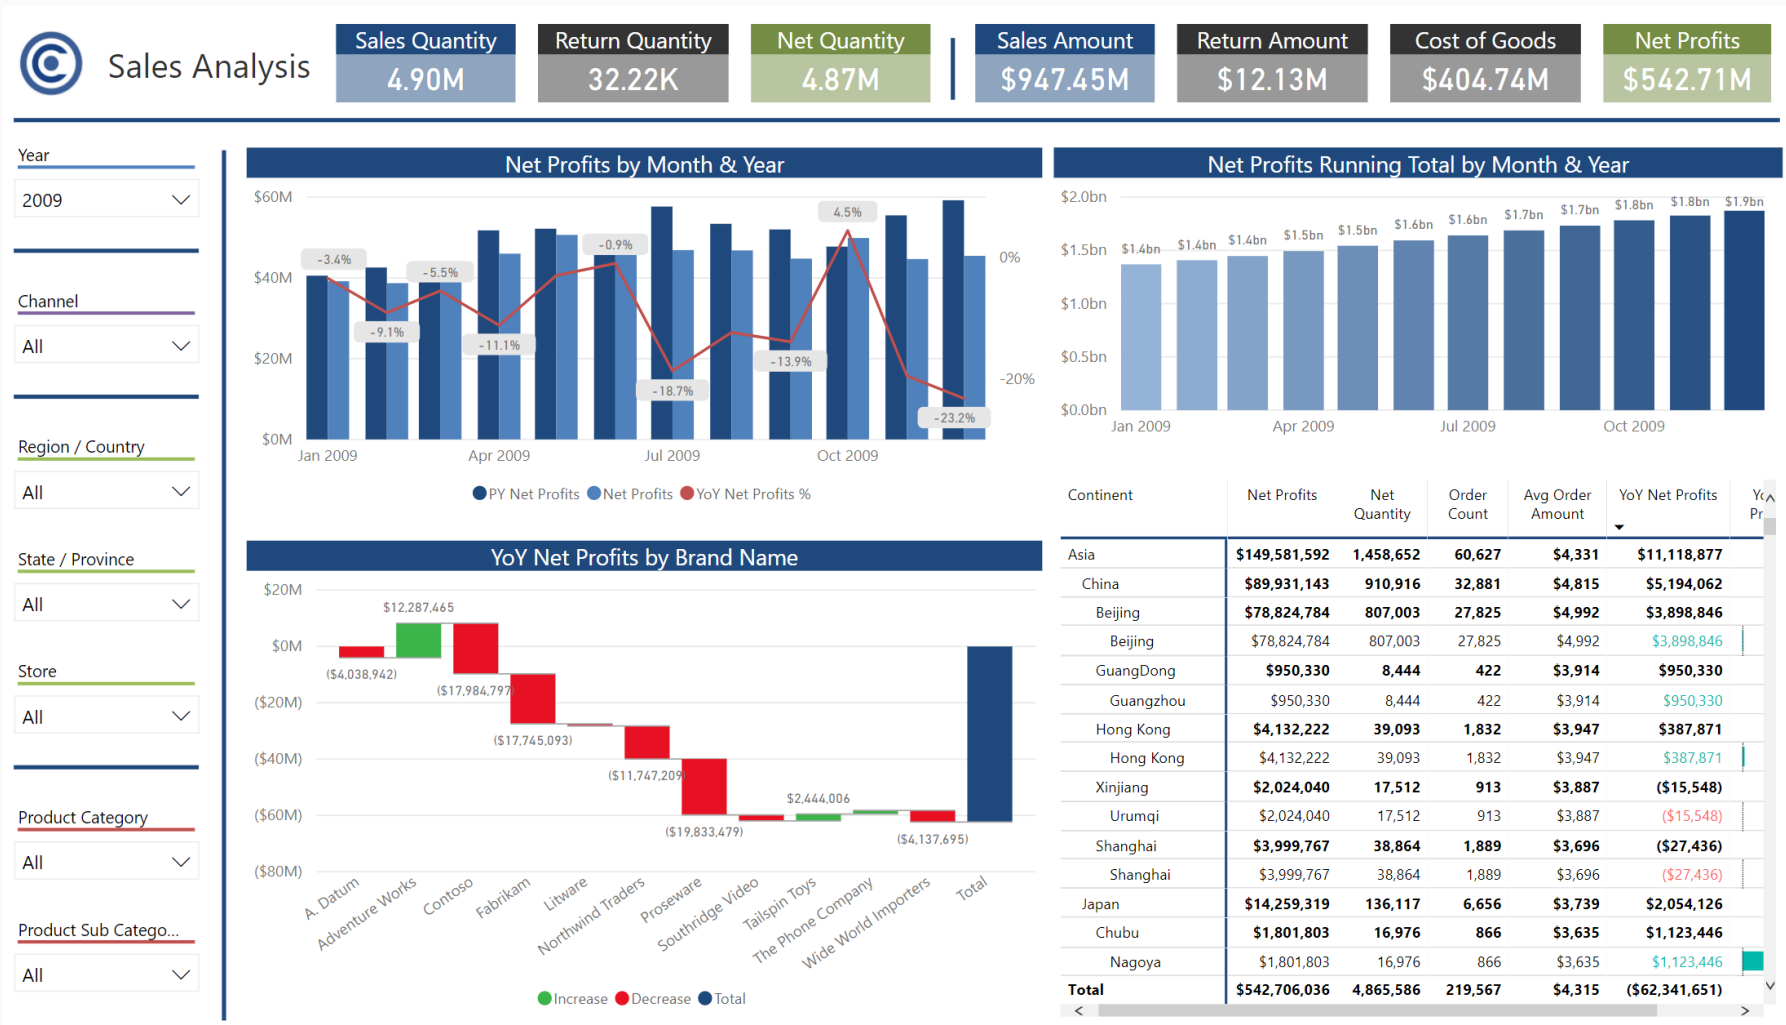 Sales Analysis
Sales Quantity
4.90M
Return Quantity
32.22K
Net Quantity
4.87M
Sales Amount
$947.45M
Return Amount
$12.13M
Cost of Goods
$404.74M
Net Profits
$542.71M
Year
2009
Channel
All
Region / Country
All
State / Province
All
Store
All
Product Category
All
Product Sub Catego...
All
Net Profits by Month & Year
$60M
$40M
$20M
$0M
0%
-20%
-3.4%
-9.1%
-5.5%
-11.1%
-0.9%
-18.7%
-13.9%
4.5%
-23.2%
Jan 2009
Apr 2009
Jul 2009
Oct 2009
PY Net Profits Net Profits YoY Net Profits %
Net Profits Running Total by Month & Year
$2.0bn
$1.5bn
$1.0bn
$0.5bn
$0.0bn
$1.4bn
$1.4bn
$1.4bn
$1.5bn
$1.5bn
$1.6bn
$1.6bn
$1.7bn
$1.7bn
$1.8bn
$1.8bn
$1.9bn
Jan 2009
Apr 2009
Jul 2009
Oct 2009
YoY Net Profits by Brand Name
$20M
$0M
($20M)
($40M)
($60M)
($80M)
($4,038,942)
$12,287,465
($17,984,797)
($17,745,093)
($11,747,209
($19,833,479)
$2,444,006
($4,137,695)
A. Datum
Adventure Works
Contoso
Fabrikam
Litware
Northwind Traders
Proseware
Southridge Video
Tailspin Toys
The Phone Company
Wide World Importers
Total
Increase Decrease Total
Continent Net Profits Net Quantity Order Count Avg Order Amount YoY Net Profits Yo Pr
Asia $149,581,592 1,458,652 60,627 $4,331 $11,118,877
China $89,931,143 910,916 32,881 $4,815 $5,194,062
Beijing $78,824,784 807,003 27,825 $4,992 $3,898,846
Beijing $78,824,784 807,003 27,825 $4,992 $3,898,846
GuangDong $950,330 8,444 422 $3,914 $950,330
Guangzhou $950,330 8,444 422 $3,914 $950,330
Hong Kong $4,132,222 39,093 1,832 $3,947 $387,871
Hong Kong $4,132,222 39,093 1,832 $3,947 $387,871
Xinjiang $2,024,040 17,512 913 $3,887 ($15,548)
Urumqi $2,024,040 17,512 913 $3,887 ($15,548)
Shanghai $3,999,767 38,864 1,889 $3,696 ($27,436)
Shanghai $3,999,767 38,864 1,889 $3,696 ($27,436)
Japan $14,259,319 136,117 6,656 $3,739 $2,054,126
Chubu $1,801,803 16,976 866 $3,635 $1,123,446
Nagoya $1,801,803 16,976 866 $3,635 $1,123,446
Total $542,706,036 4,865,586 219,567 $4,315 ($62,341,651)